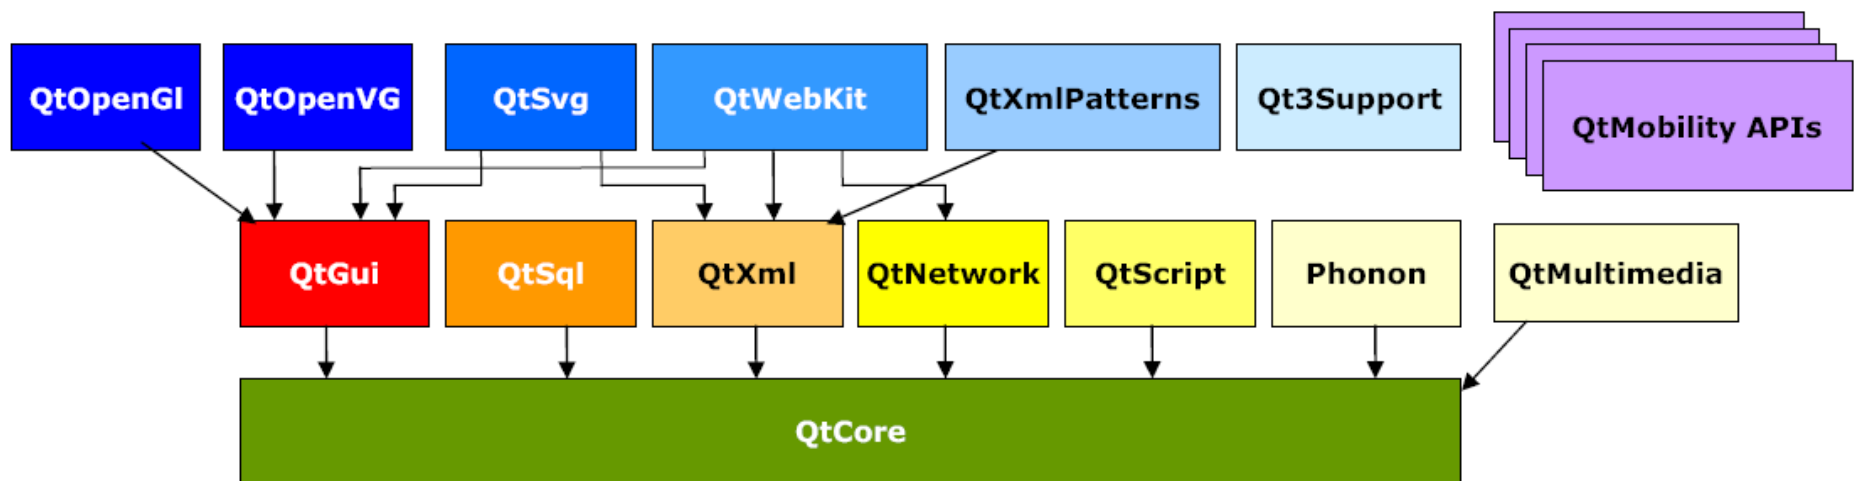 QtOpenGl
QtOpenVG
QtSvg
QtWebKit
QtXmlPatterns
Qt3Support
QtMobility APIs
QtGui
QtSql
QtXml
QtNetwork
QtScript
Phonon
QtMultimedia
QtCore